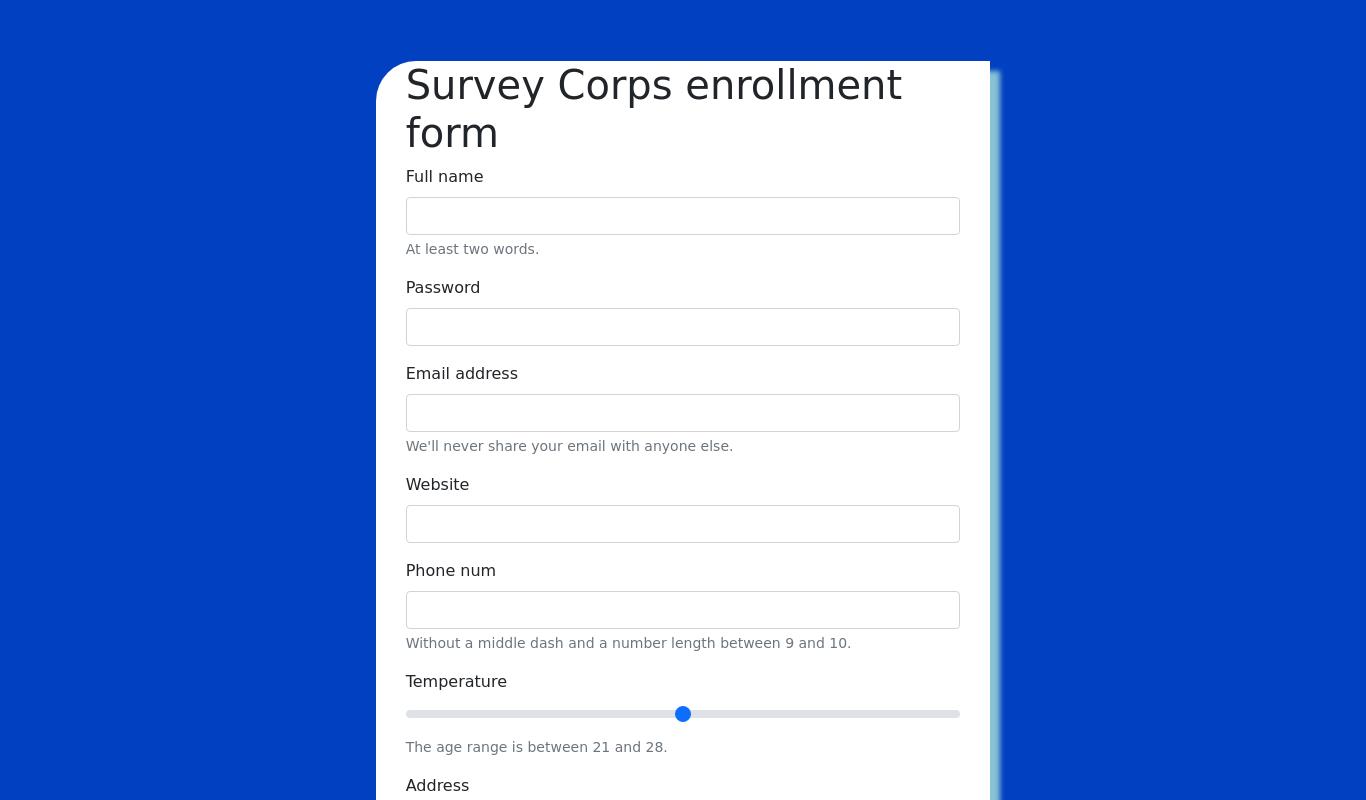 Survey Corps enrollment
form
Full name
At least two words.
Password
Email address
We'll never share your email with anyone else.
Website
Phone num
Without a middle dash and a number length between 9 and 10.
Temperature
The age range is between 21 and 28.
Address